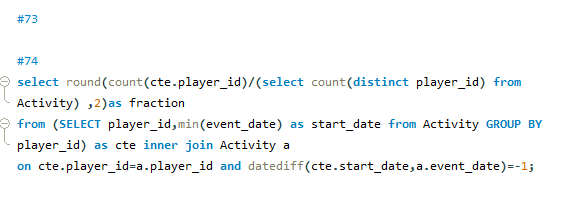 #73
#74
select round(count(cte.player_id)/(select count(distinct player_id) from
Activity) ,2)as fraction
from (SELECT player_id,min(event_date) as start_date from Activity GROUP BY
player_id) as cte inner join Activity a
on cte.player_id=a.player_id and datediff(cte.start_date,a.event_date)=-1;